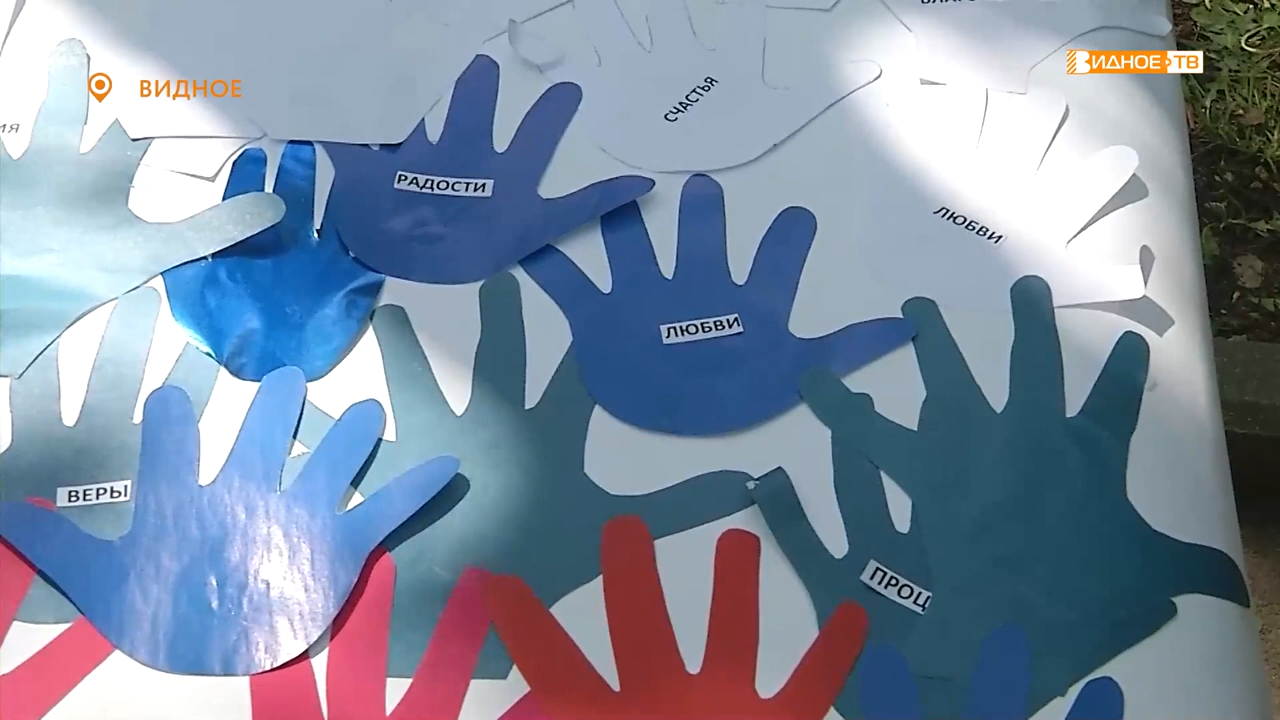 ВИДНОЕ
ВИДНОЕ ТВ
СЧАСТЬЯ
РАДОСТИ
ЛЮБВИ
ЛЮБВИ
ВЕРЫ
ПРОЦ